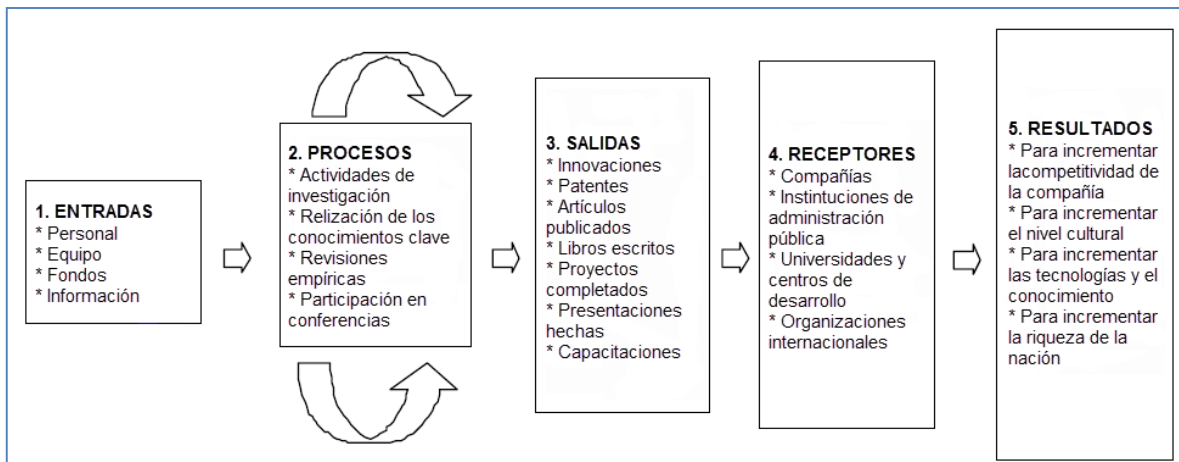 1. ENTRADAS
* Personal
* Equipo
* Fondos
* Información
2. PROCESOS
* Actividades de
investigación
* Relización de los
conocimientos clave
* Revisiones
empíricas
* Participación en
conferencias
3. SALIDAS
* Innovaciones
* Patentes
* Artículos
publicados
* Libros escritos
* Proyectos
completados
* Presentaciones
hechas
* Capacitaciones
4. RECEPTORES
* Compañías
* Instintuciones de
administración
pública
* Universidades y
centros de
desarrollo
* Organizaciones
internacionales
5. RESULTADOS
* Para incrementar
lacompetitividad de
la compañía
* Para incrementar
el nivel cultural
* Para incrementar
las tecnologías y el
conocimiento
* Para incrementar
la riqueza de la
nación